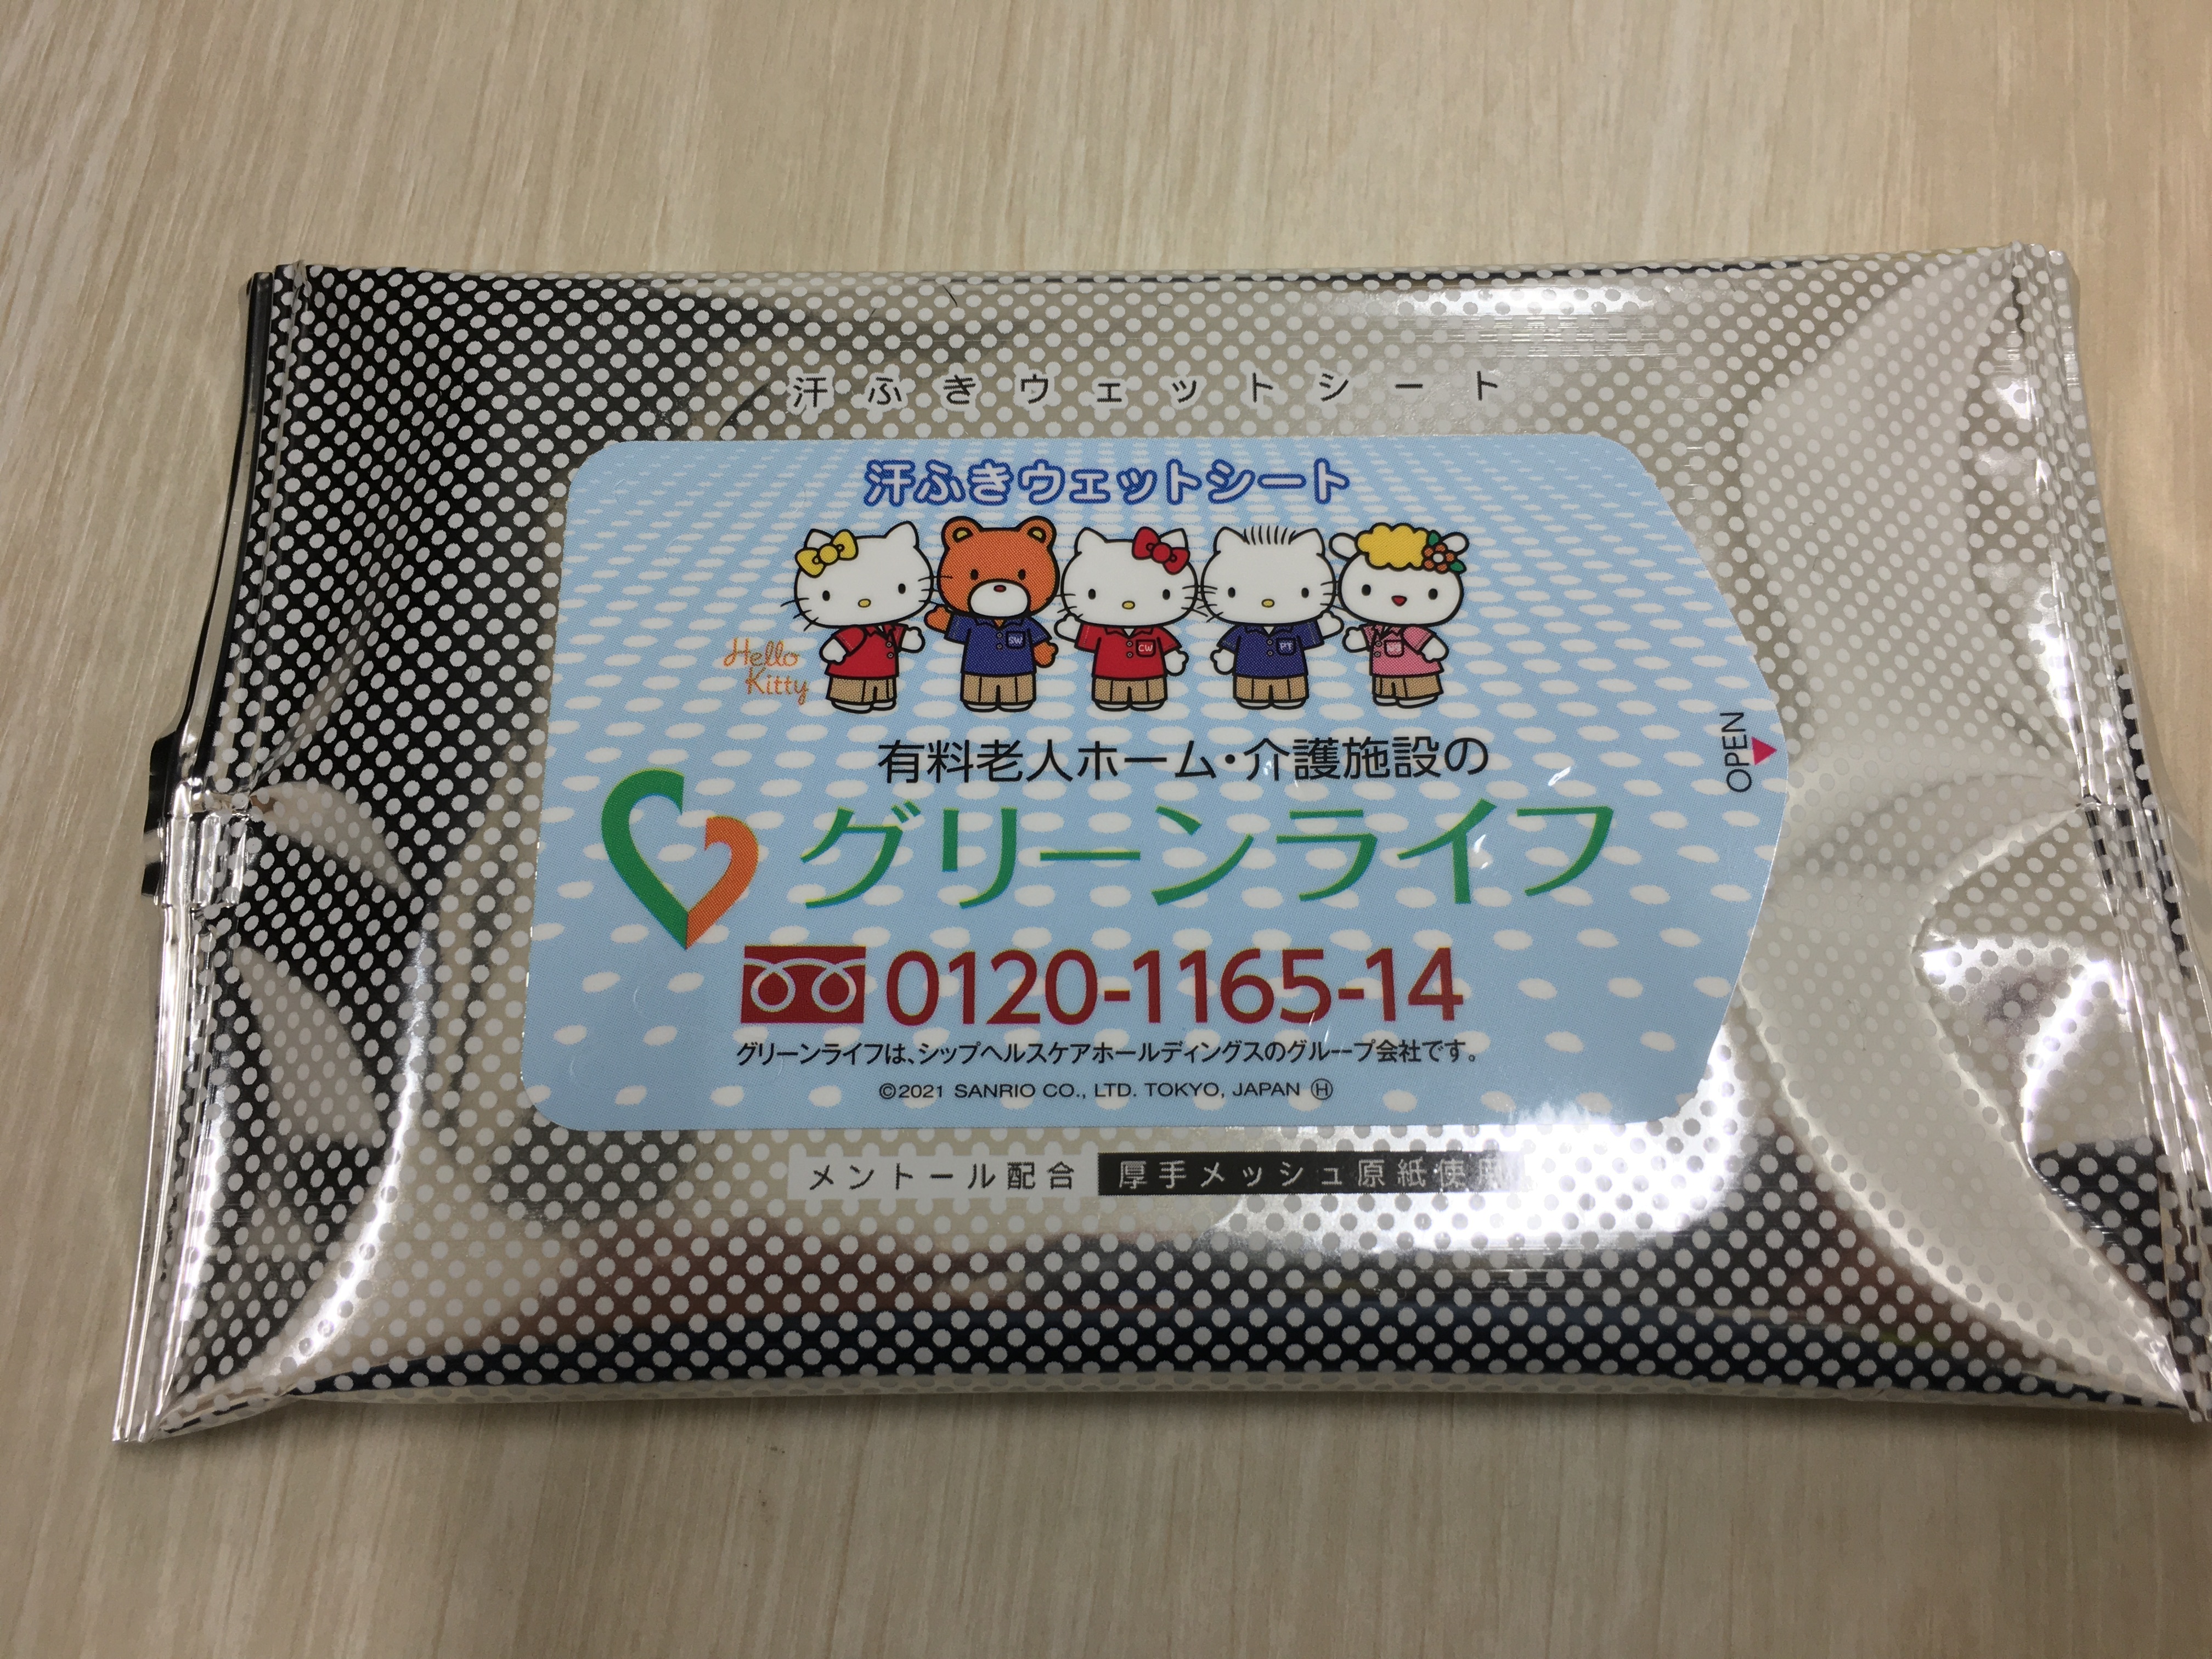 汗ふきウェットシート
汗ふきウェットシート
SW
CW
PT
Hello
Kitty
有料老人ホーム・介護施設の
OPEN
グリーンライフ
0120-1165-14
グリーンライフは、シップヘルスケアホールディングスのグループ会社です。
©2021 SANRIO CO., LTD. TOKYO, JAPAN Ⓗ
メントール配合 厚手メッシュ原紙使用